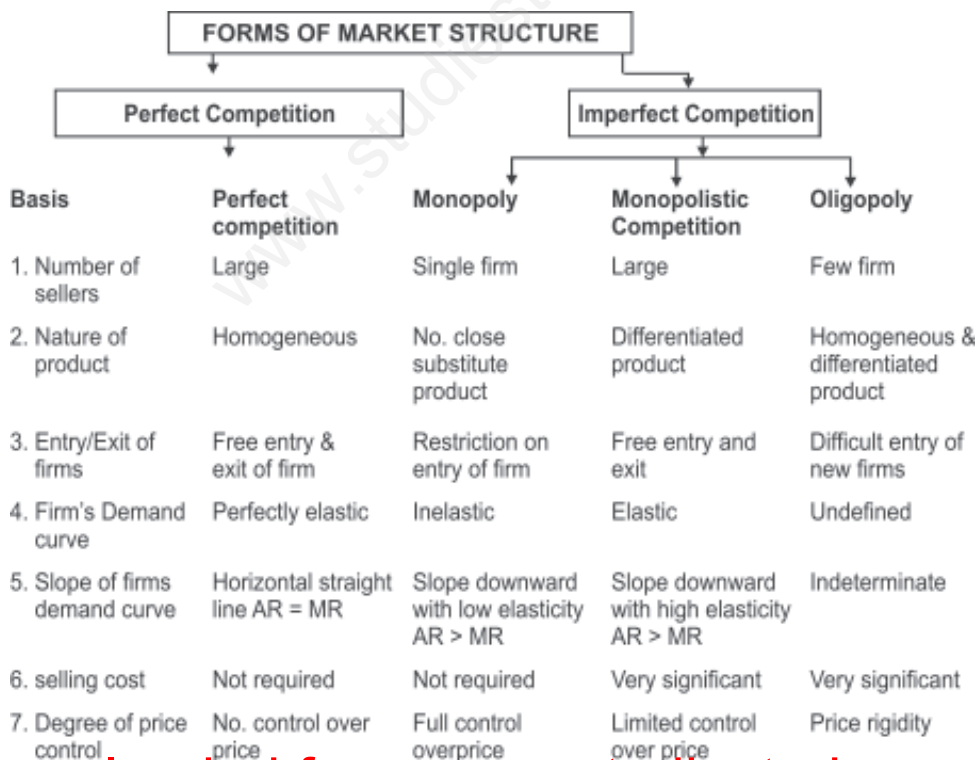 FORMS OF MARKET STRUCTURE
Perfect Competition Imperfect Competition
Basis Perfect Monopoly Monopolistic Oligopoly
competition Competition
1. Number of Large Single firm Large Few firm
sellers
2. Nature of Homogeneous No. close Differentiated Homogeneous &
product substitute product differentiated
product product
3. Entry/Exit of Free entry & Restriction on Free entry and Difficult entry of
firms exit of firm entry of firm exit new firms
4. Firm's Demand Perfectly elastic Inelastic Elastic Undefined
curve
5. Slope of firms Horizontal straight Slope downward Slope downward Indeterminate
demand curve line AR = MR with low elasticity with high elasticity
AR > MR AR > MR
6. selling cost Not required Not required Very significant Very significant
7. Degree of price No. control over Full control Limited control Price rigidity
control price overprice over price